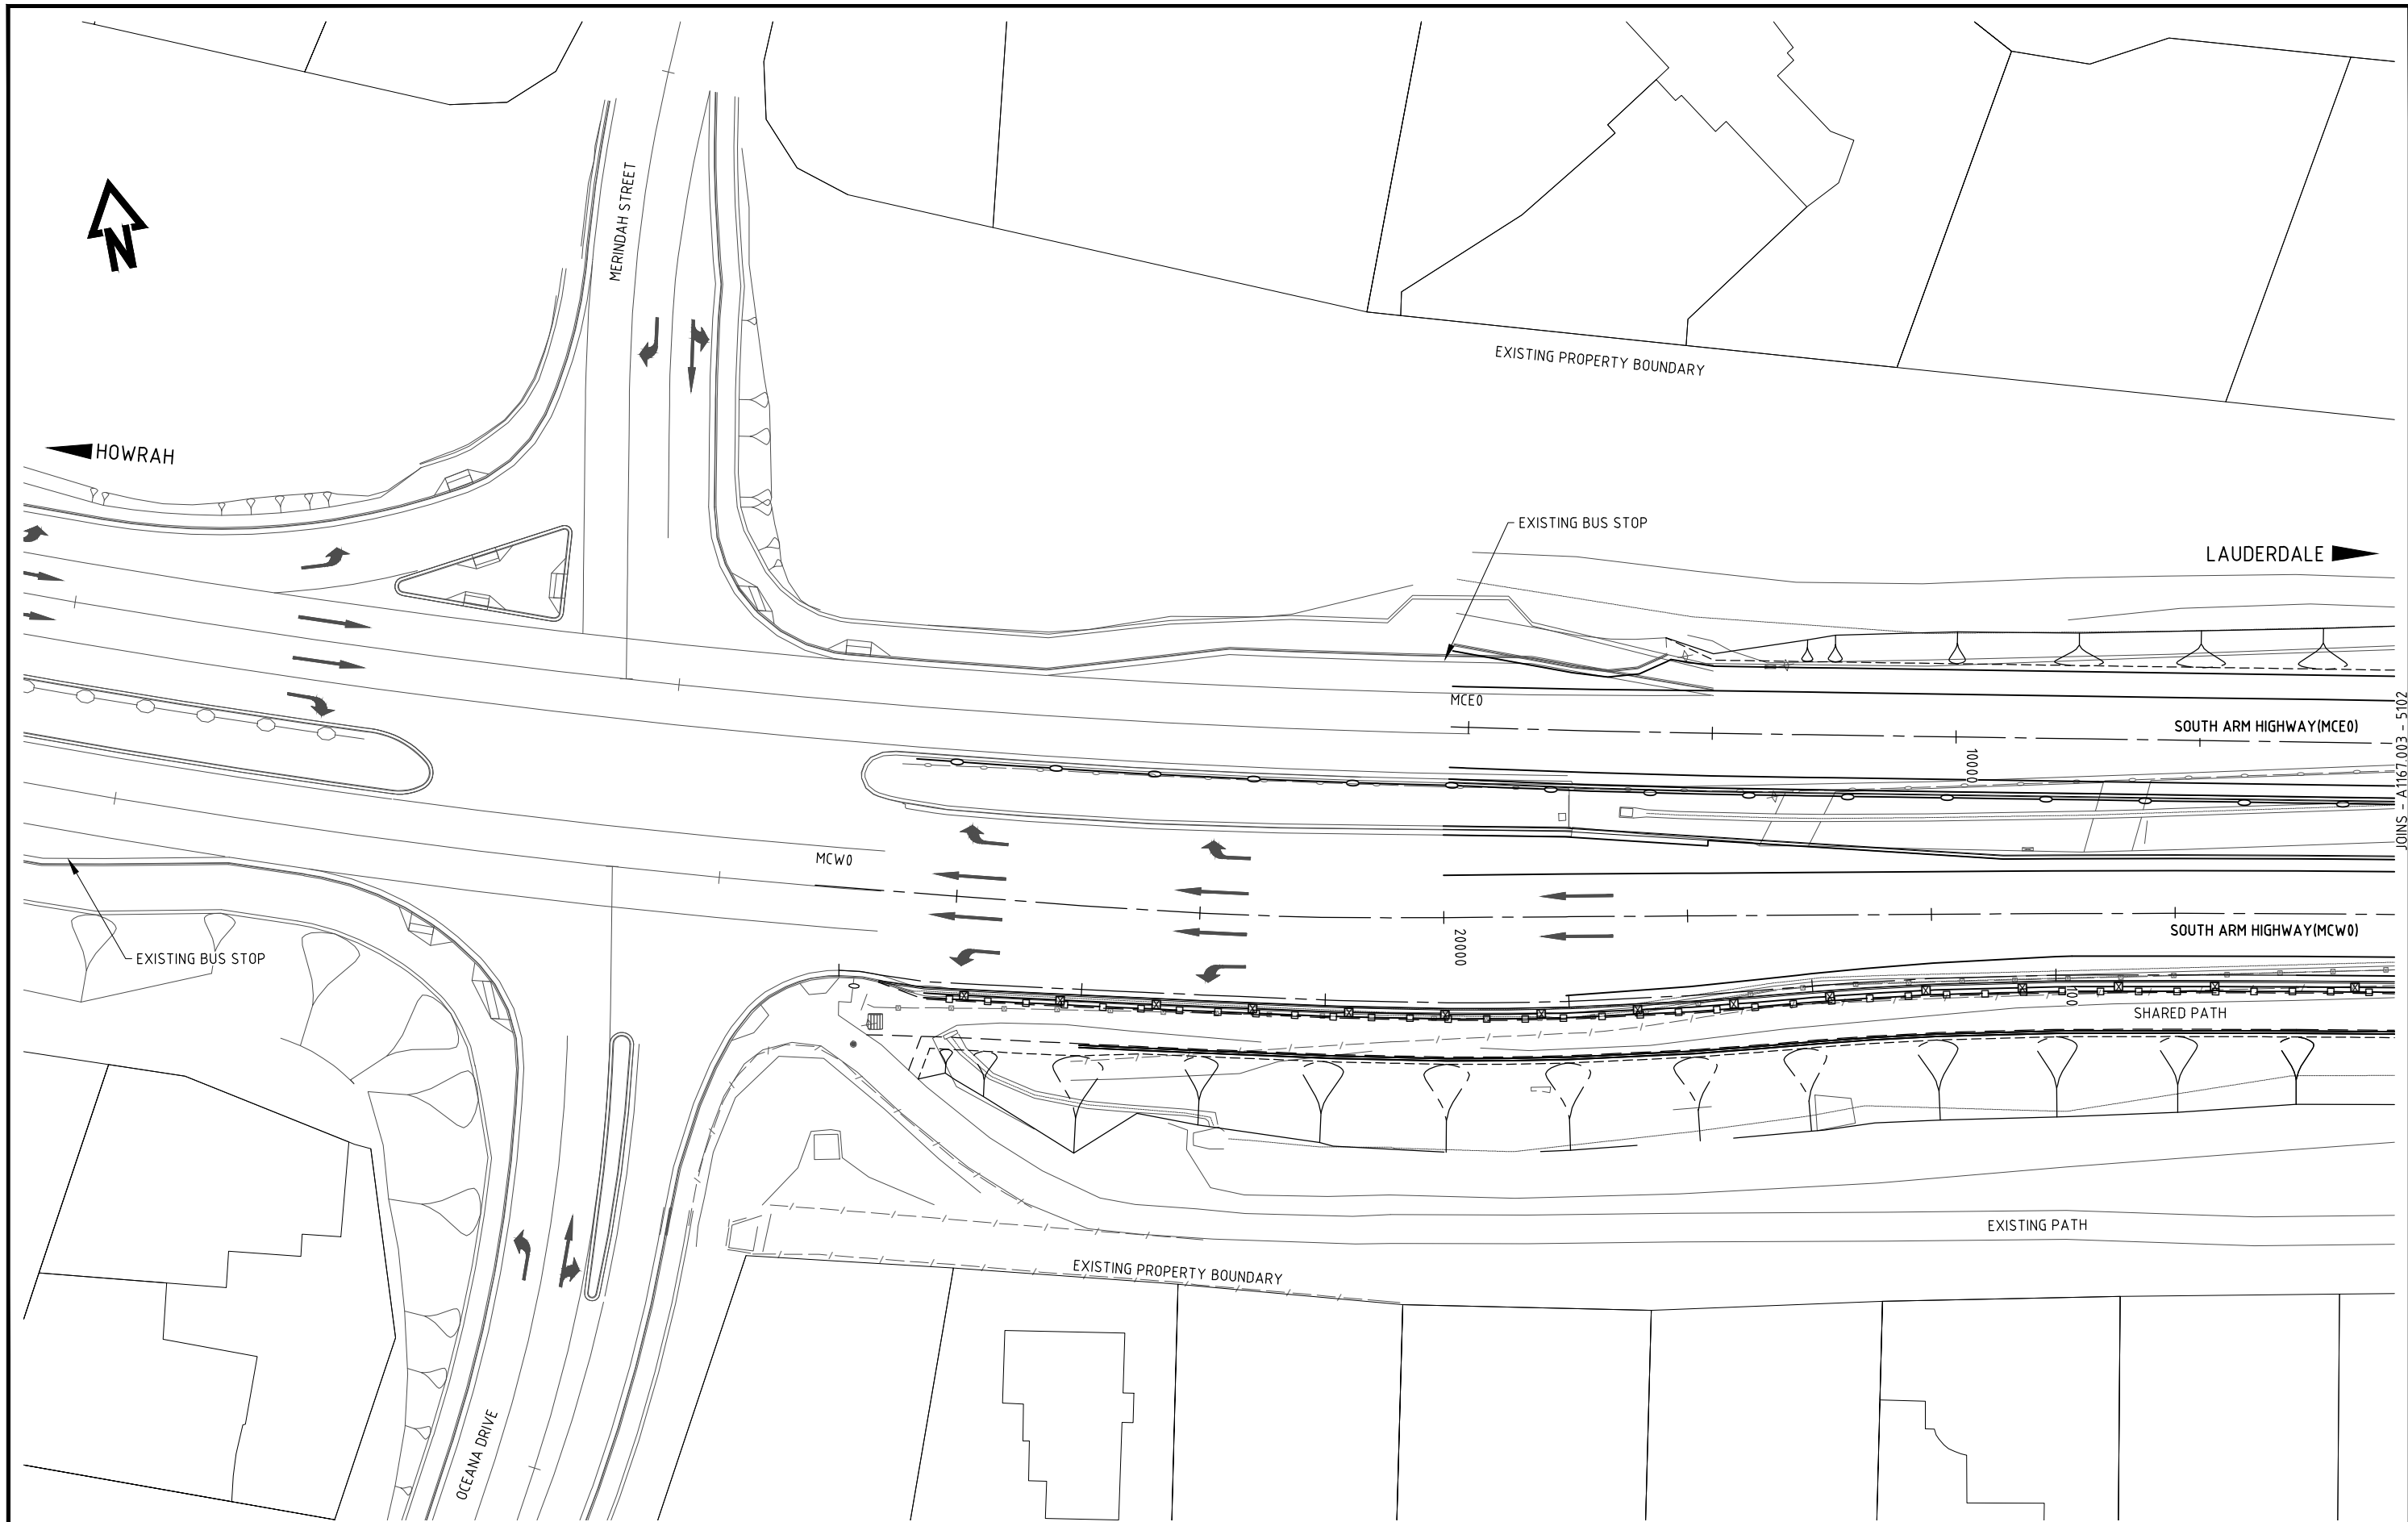 MERINDAH STREET
N
EXISTING PROPERTY BOUNDARY
HOWRAH
EXISTING BUS STOP
LAUDERDALE
MCE0
SOUTH ARM HIGHWAY(MCE0)
10000
JOINS - A1167.003 - 5102
MCW0
20000
SOUTH ARM HIGHWAY(MCW0)
EXISTING BUS STOP
100
SHARED PATH
EXISTING PATH
EXISTING PROPERTY BOUNDARY
OCEANA DRIVE